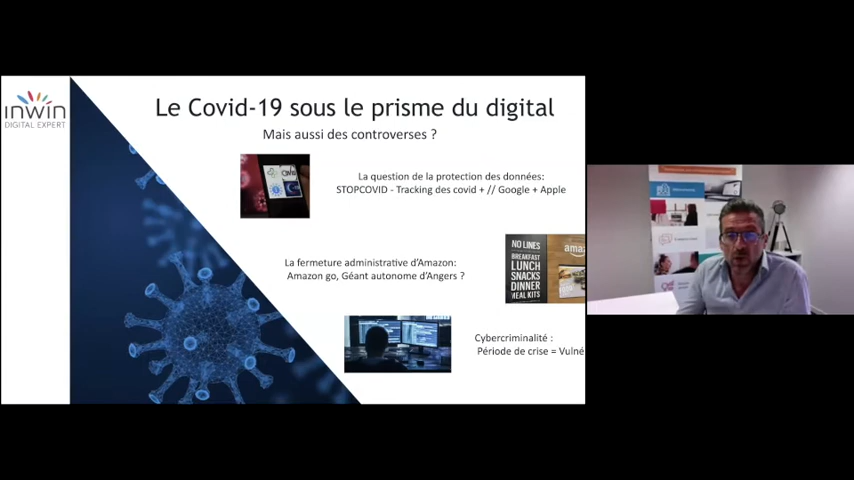 inwin
DIGITAL EXPERT
Le Covid-19 sous le prisme du digital
Mais aussi des controverses ?
La question de la protection des données:
STOPCOVID - Tracking des covid + // Google + Apple
La fermeture administrative d'Amazon:
Amazon go, Géant autonome d'Angers ?
NO LINES
BREAKFAST
LUNCH
SNACKS
DINNER
MEAL KITS
amaz
Cybercriminalité :
Période de crise = Vulné